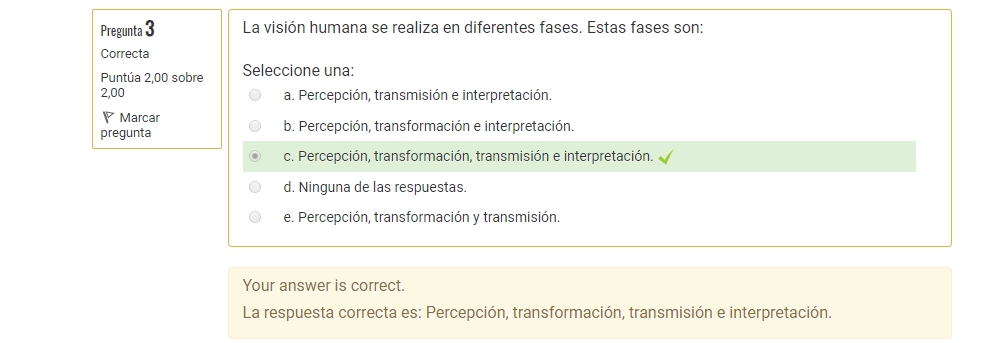 Pregunta 3
Correcta
Puntúa 2,00 sobre
2,00
Marcar
pregunta
La visión humana se realiza en diferentes fases. Estas fases son:
Seleccione una:
a. Percepción, transmisión e interpretación.
b. Percepción, transformación e interpretación.
c. Percepción, transformación, transmisión e interpretación.
d. Ninguna de las respuestas.
e. Percepción, transformación y transmisión.
Your answer is correct.
La respuesta correcta es: Percepción, transformación, transmisión e interpretación.